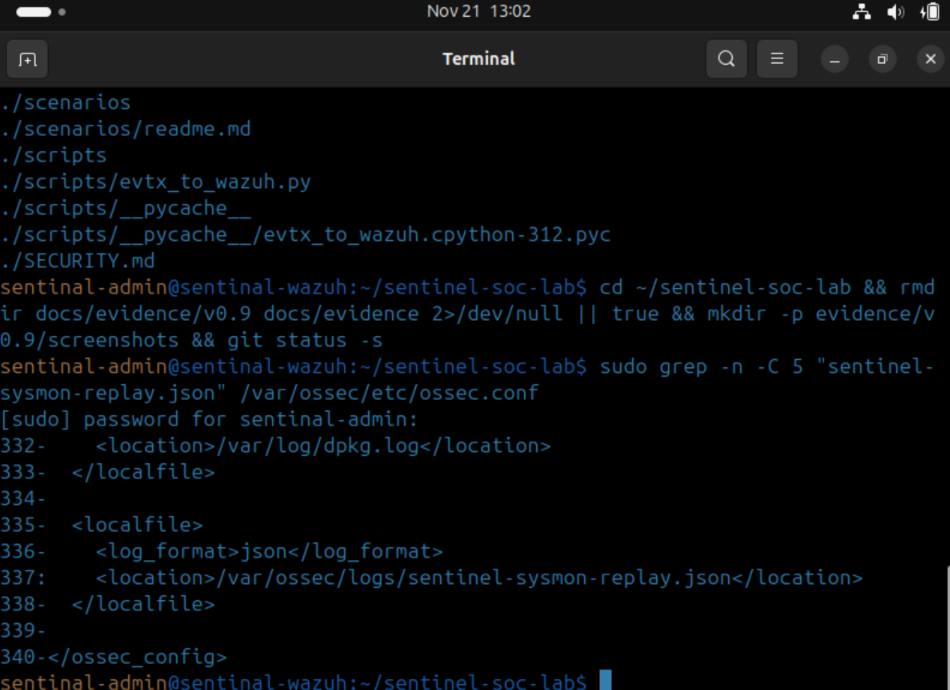 Nov 21 13:02
Terminal
./scenarios
./scenarios/readme.md
./scripts
./scripts/evtx_to_wazuh.py
./scripts/__pycache__
./scripts/__pycache__/evtx_to_wazuh.cpython-312.pyc
./SECURITY.md
sentinal-admin@sentinal-wazuh:~/sentinel-soc-lab$ cd ~/sentinel-soc-lab && rmd
ir docs/evidence/v0.9 docs/evidence 2>/dev/null || true && mkdir -p evidence/v
0.9/screenshots && git status -s
sentinal-admin@sentinal-wazuh:~/sentinel-soc-lab$ sudo grep -n -C 5 "sentinel-
sysmon-replay.json" /var/ossec/etc/ossec.conf
[sudo] password for sentinal-admin:
332-    <location>/var/log/dpkg.log</location>
333-  </localfile>
334-
335-  <localfile>
336-    <log_format>json</log_format>
337:    <location>/var/ossec/logs/sentinel-sysmon-replay.json</location>
338-  </localfile>
339-
340-</ossec_config>
sentinal-admin@sentinal-wazuh:~/sentinel-soc-lab$